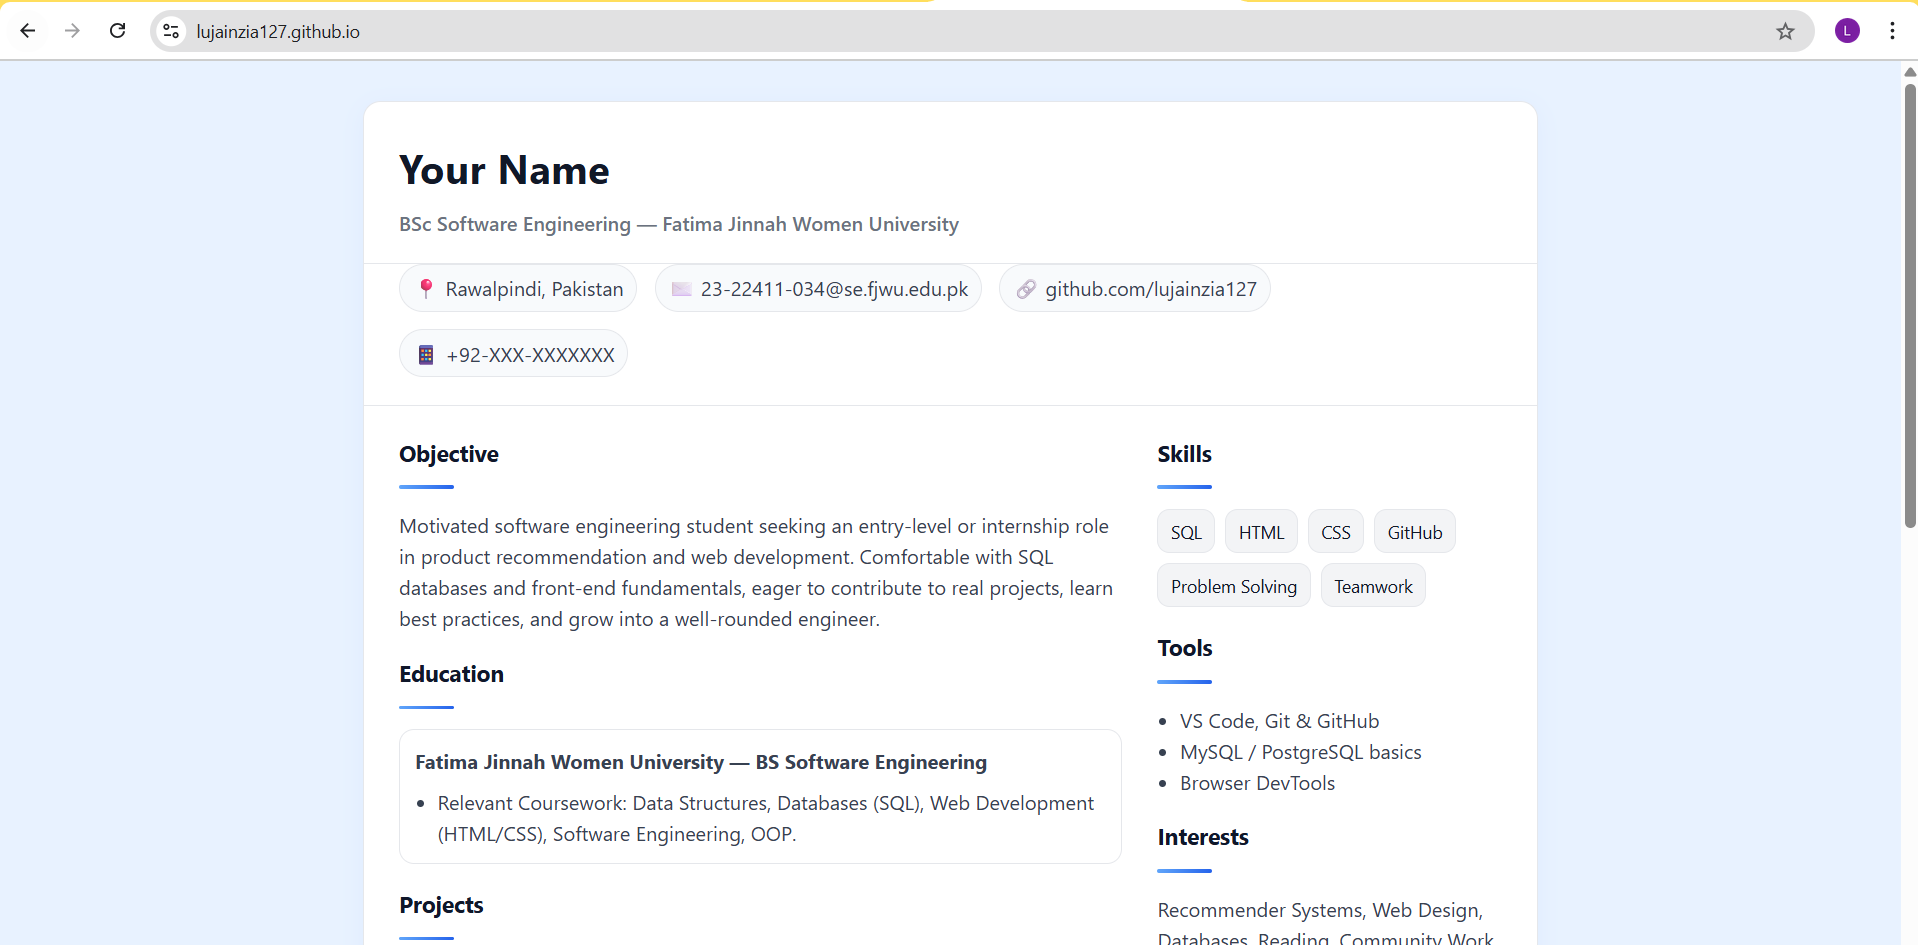 lujainzia127.github.io
L
Your Name
BSc Software Engineering — Fatima Jinnah Women University
Rawalpindi, Pakistan
23-22411-034@se.fjwu.edu.pk
github.com/lujainzia127
+92-XXX-XXXXXXX
Objective
Motivated software engineering student seeking an entry-level or internship role
in product recommendation and web development. Comfortable with SQL
databases and front-end fundamentals, eager to contribute to real projects, learn
best practices, and grow into a well-rounded engineer.
Education
Fatima Jinnah Women University — BS Software Engineering
• Relevant Coursework: Data Structures, Databases (SQL), Web Development
(HTML/CSS), Software Engineering, OOP.
Projects
Skills
SQL HTML CSS GitHub
Problem Solving Teamwork
Tools
• VS Code, Git & GitHub
• MySQL / PostgreSQL basics
• Browser DevTools
Interests
Recommender Systems, Web Design,
Databases, Reading, Community Work